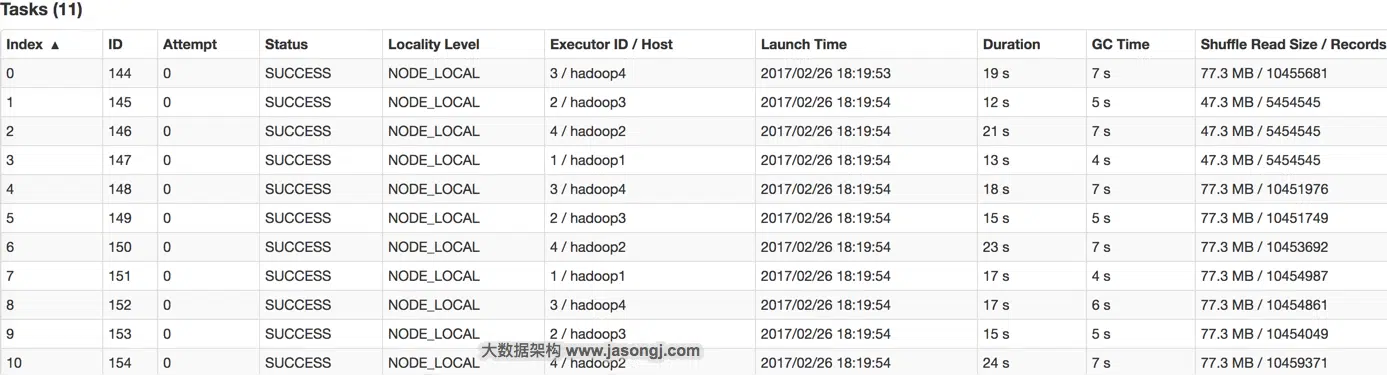 Tasks (11)
Index ▲ ID Attempt Status Locality Level Executor ID / Host Launch Time Duration GC Time Shuffle Read Size / Records
0 144 0 SUCCESS NODE_LOCAL 3 / hadoop4 2017/02/26 18:19:53 19 s 7 s 77.3 MB / 10455681
1 145 0 SUCCESS NODE_LOCAL 2 / hadoop3 2017/02/26 18:19:54 12 s 5 s 47.3 MB / 5454545
2 146 0 SUCCESS NODE_LOCAL 4 / hadoop2 2017/02/26 18:19:54 21 s 7 s 47.3 MB / 5454545
3 147 0 SUCCESS NODE_LOCAL 1 / hadoop1 2017/02/26 18:19:54 13 s 4 s 47.3 MB / 5454545
4 148 0 SUCCESS NODE_LOCAL 3 / hadoop4 2017/02/26 18:19:54 18 s 7 s 77.3 MB / 10451976
5 149 0 SUCCESS NODE_LOCAL 2 / hadoop3 2017/02/26 18:19:54 15 s 5 s 77.3 MB / 10451749
6 150 0 SUCCESS NODE_LOCAL 4 / hadoop2 2017/02/26 18:19:54 23 s 7 s 77.3 MB / 10453692
7 151 0 SUCCESS NODE_LOCAL 1 / hadoop1 2017/02/26 18:19:54 17 s 4 s 77.3 MB / 10454987
8 152 0 SUCCESS NODE_LOCAL 3 / hadoop4 2017/02/26 18:19:54 17 s 6 s 77.3 MB / 10454861
9 153 0 SUCCESS NODE_LOCAL 2 / hadoop3 2017/02/26 18:19:54 15 s 5 s 77.3 MB / 10454049
大数据架构 www.jasongj.com
10 154 0 SUCCESS NODE_LOCAL 4 / hadoop2 2017/02/26 18:19:54 24 s 7 s 77.3 MB / 10459371